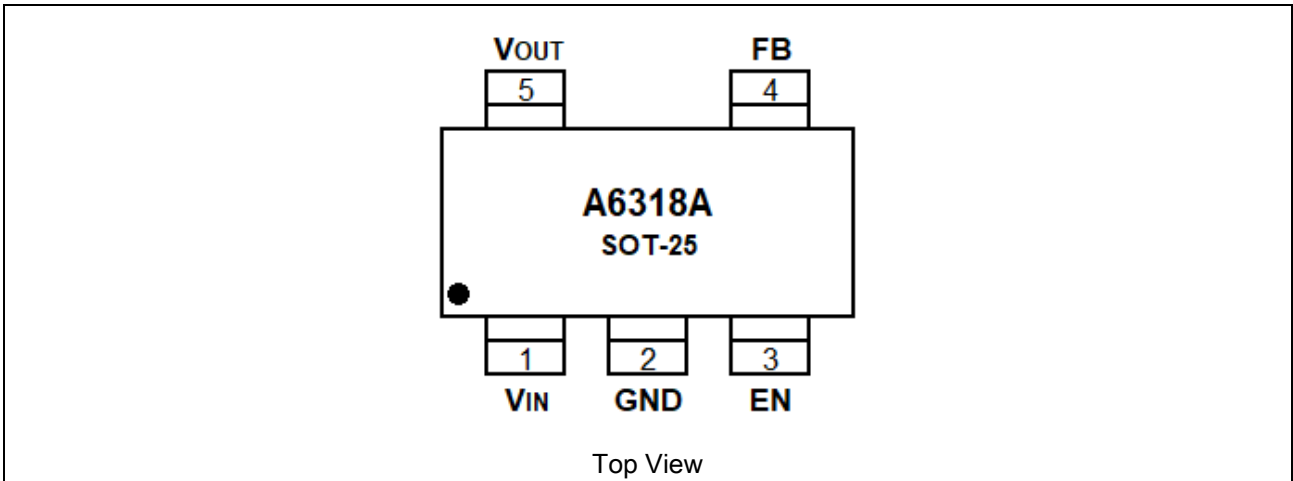 VOUT FB
5 4
A6318A
SOT-25
1 2 3
VIN GND EN
Top View